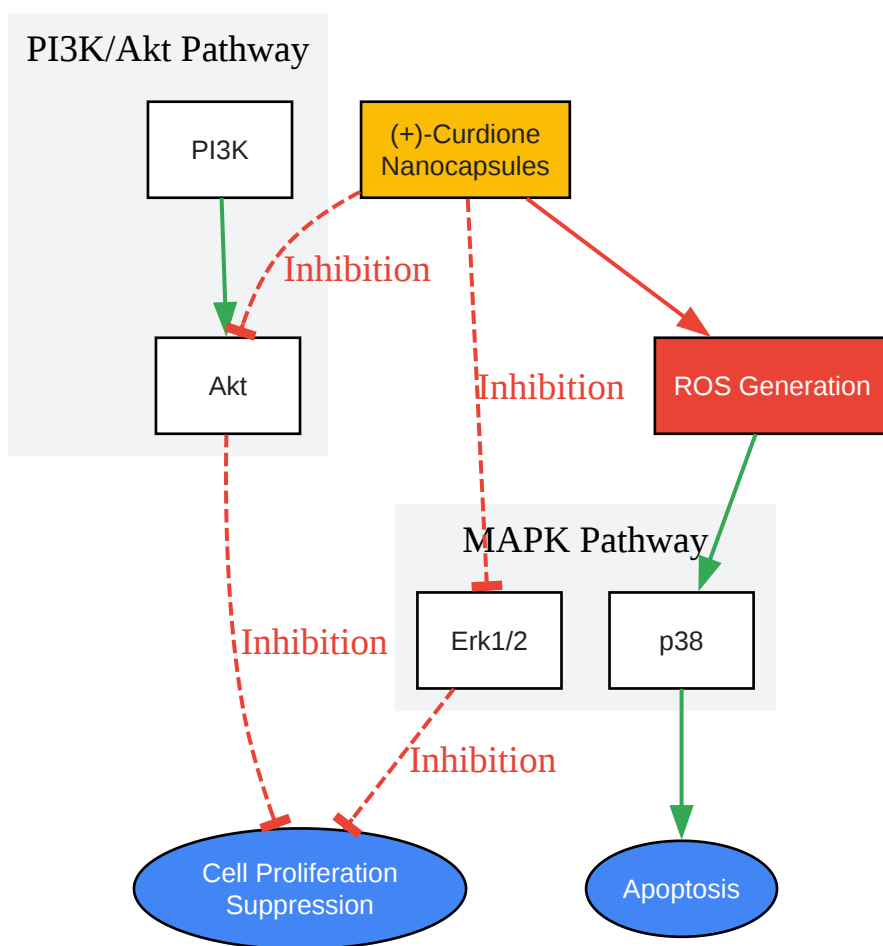 PI3K/Akt Pathway
PI3K
(+)-Curdione
Nanocapsules
Inhibition
Akt
Inhibition
ROS Generation
MAPK Pathway
Inhibition
Erk1/2
p38
Inhibition
Cell Proliferation
Suppression
Apoptosis